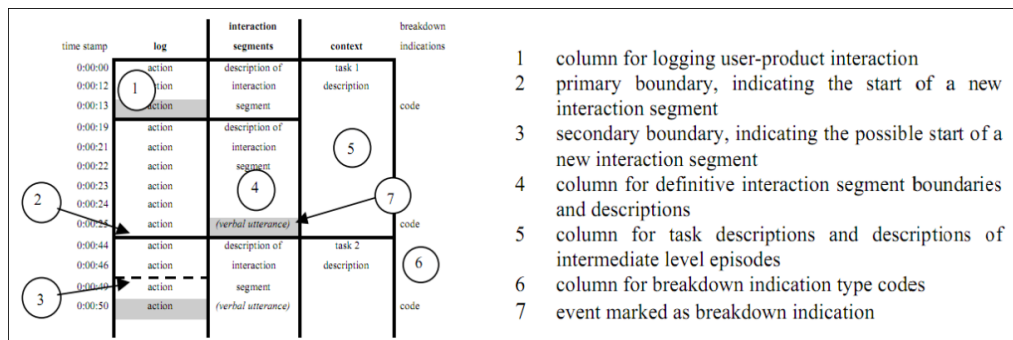 interaction breakdown
time stamp log segments context indications
0:00:00 action description of task 1
0:00:12 tion interaction description
1
0:00:13 action segment code
0:00:19 action description of
0:00:21 action interaction
5
0:00:22 action segment
0:00:23 action
4
7
2
0:00:24 action
0:00:25 action (verbal utterance) code
0:00:44 action description of task 2
0:00:46 action interaction description
6
3
0:00:49 action segment
0:00:50 action (verbal utterance) code
1 column for logging user-product interaction
2 primary boundary, indicating the start of a new
interaction segment
3 secondary boundary, indicating the possible start of a
new interaction segment
4 column for definitive interaction segment boundaries
and descriptions
5 column for task descriptions and descriptions of
intermediate level episodes
6 column for breakdown indication type codes
7 event marked as breakdown indication